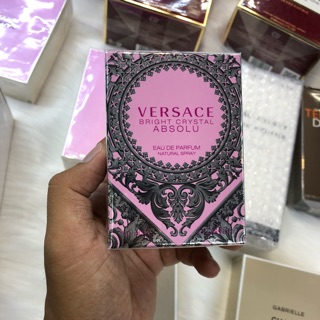 VERSACE
BRIGHT CRYSTAL
ABSOLU
EAU DE PARFUM
NATURAL SPRAY
GABRIELLE